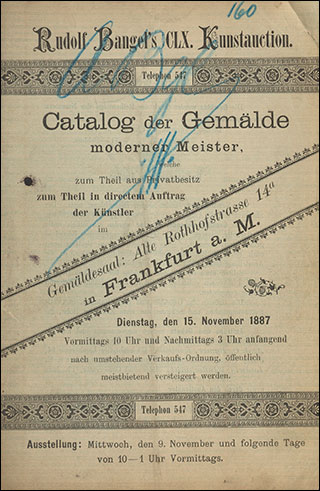 160
Rudolf Bangel's CLX. Kunstauction.
Telephon 547
Catalog der Gemälde
moderner Meister,
zum Theil aus Privatbesitz
zum Theil in directem Auftrag
der Künstler
im
Gemäldesaal: Alte Rothhofstrasse 14a
in Frankfurt a. M.
Dienstag, den 15. November 1887
Vormittags 10 Uhr und Nachmittags 3 Uhr anfangend
nach umstehender Verkaufs-Ordnung, öffentlich
meistbietend versteigert werden.
Telephon 547
Ausstellung: Mittwoch, den 9. November und folgende Tage
von 10—1 Uhr Vormittags.